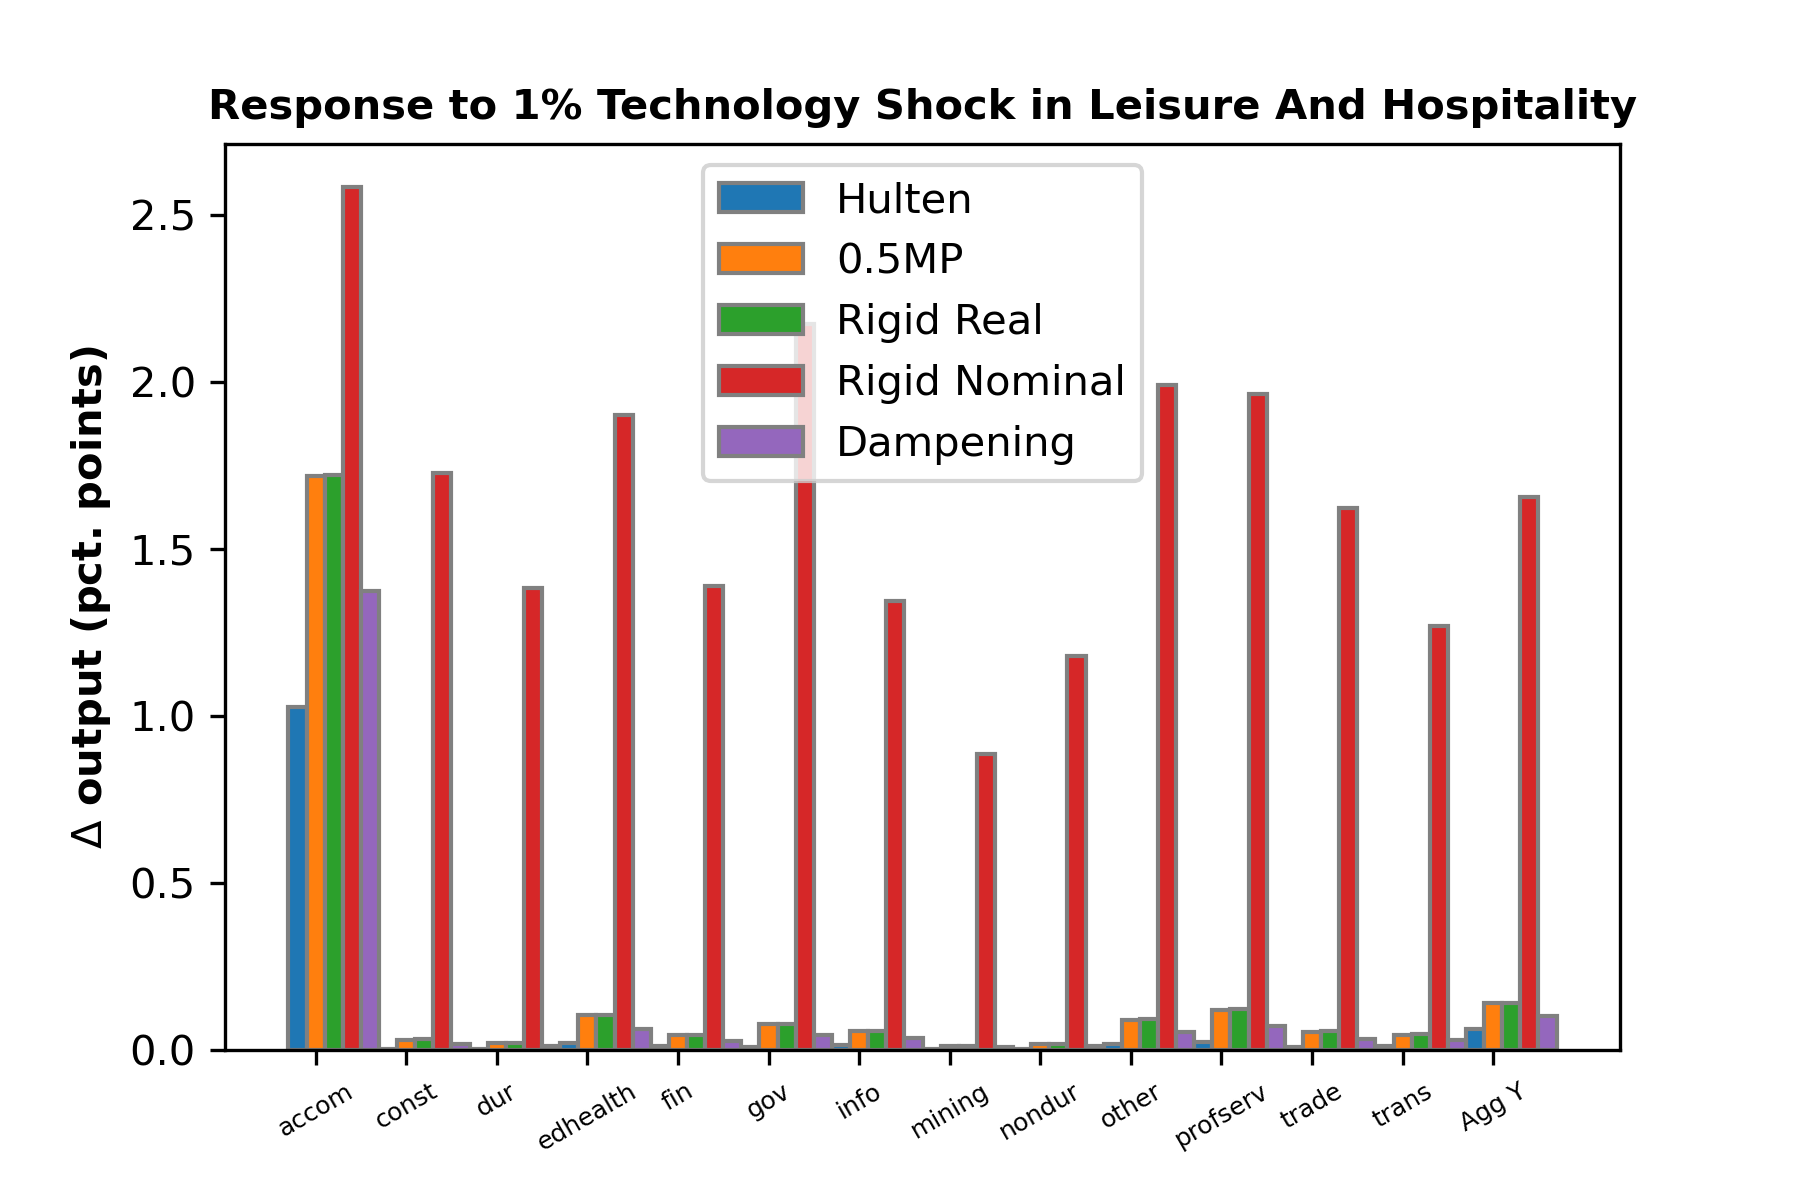 Response to 1% Technology Shock in Leisure And Hospitality
Δ output (pct. points)
2.5
2.0
1.5
1.0
0.5
0.0
Hulten
0.5MP
Rigid Real
Rigid Nominal
Dampening
accom
const
dur
edhealth
fin
gov
info
mining
nondur
other
profserv
trade
trans
Agg Y